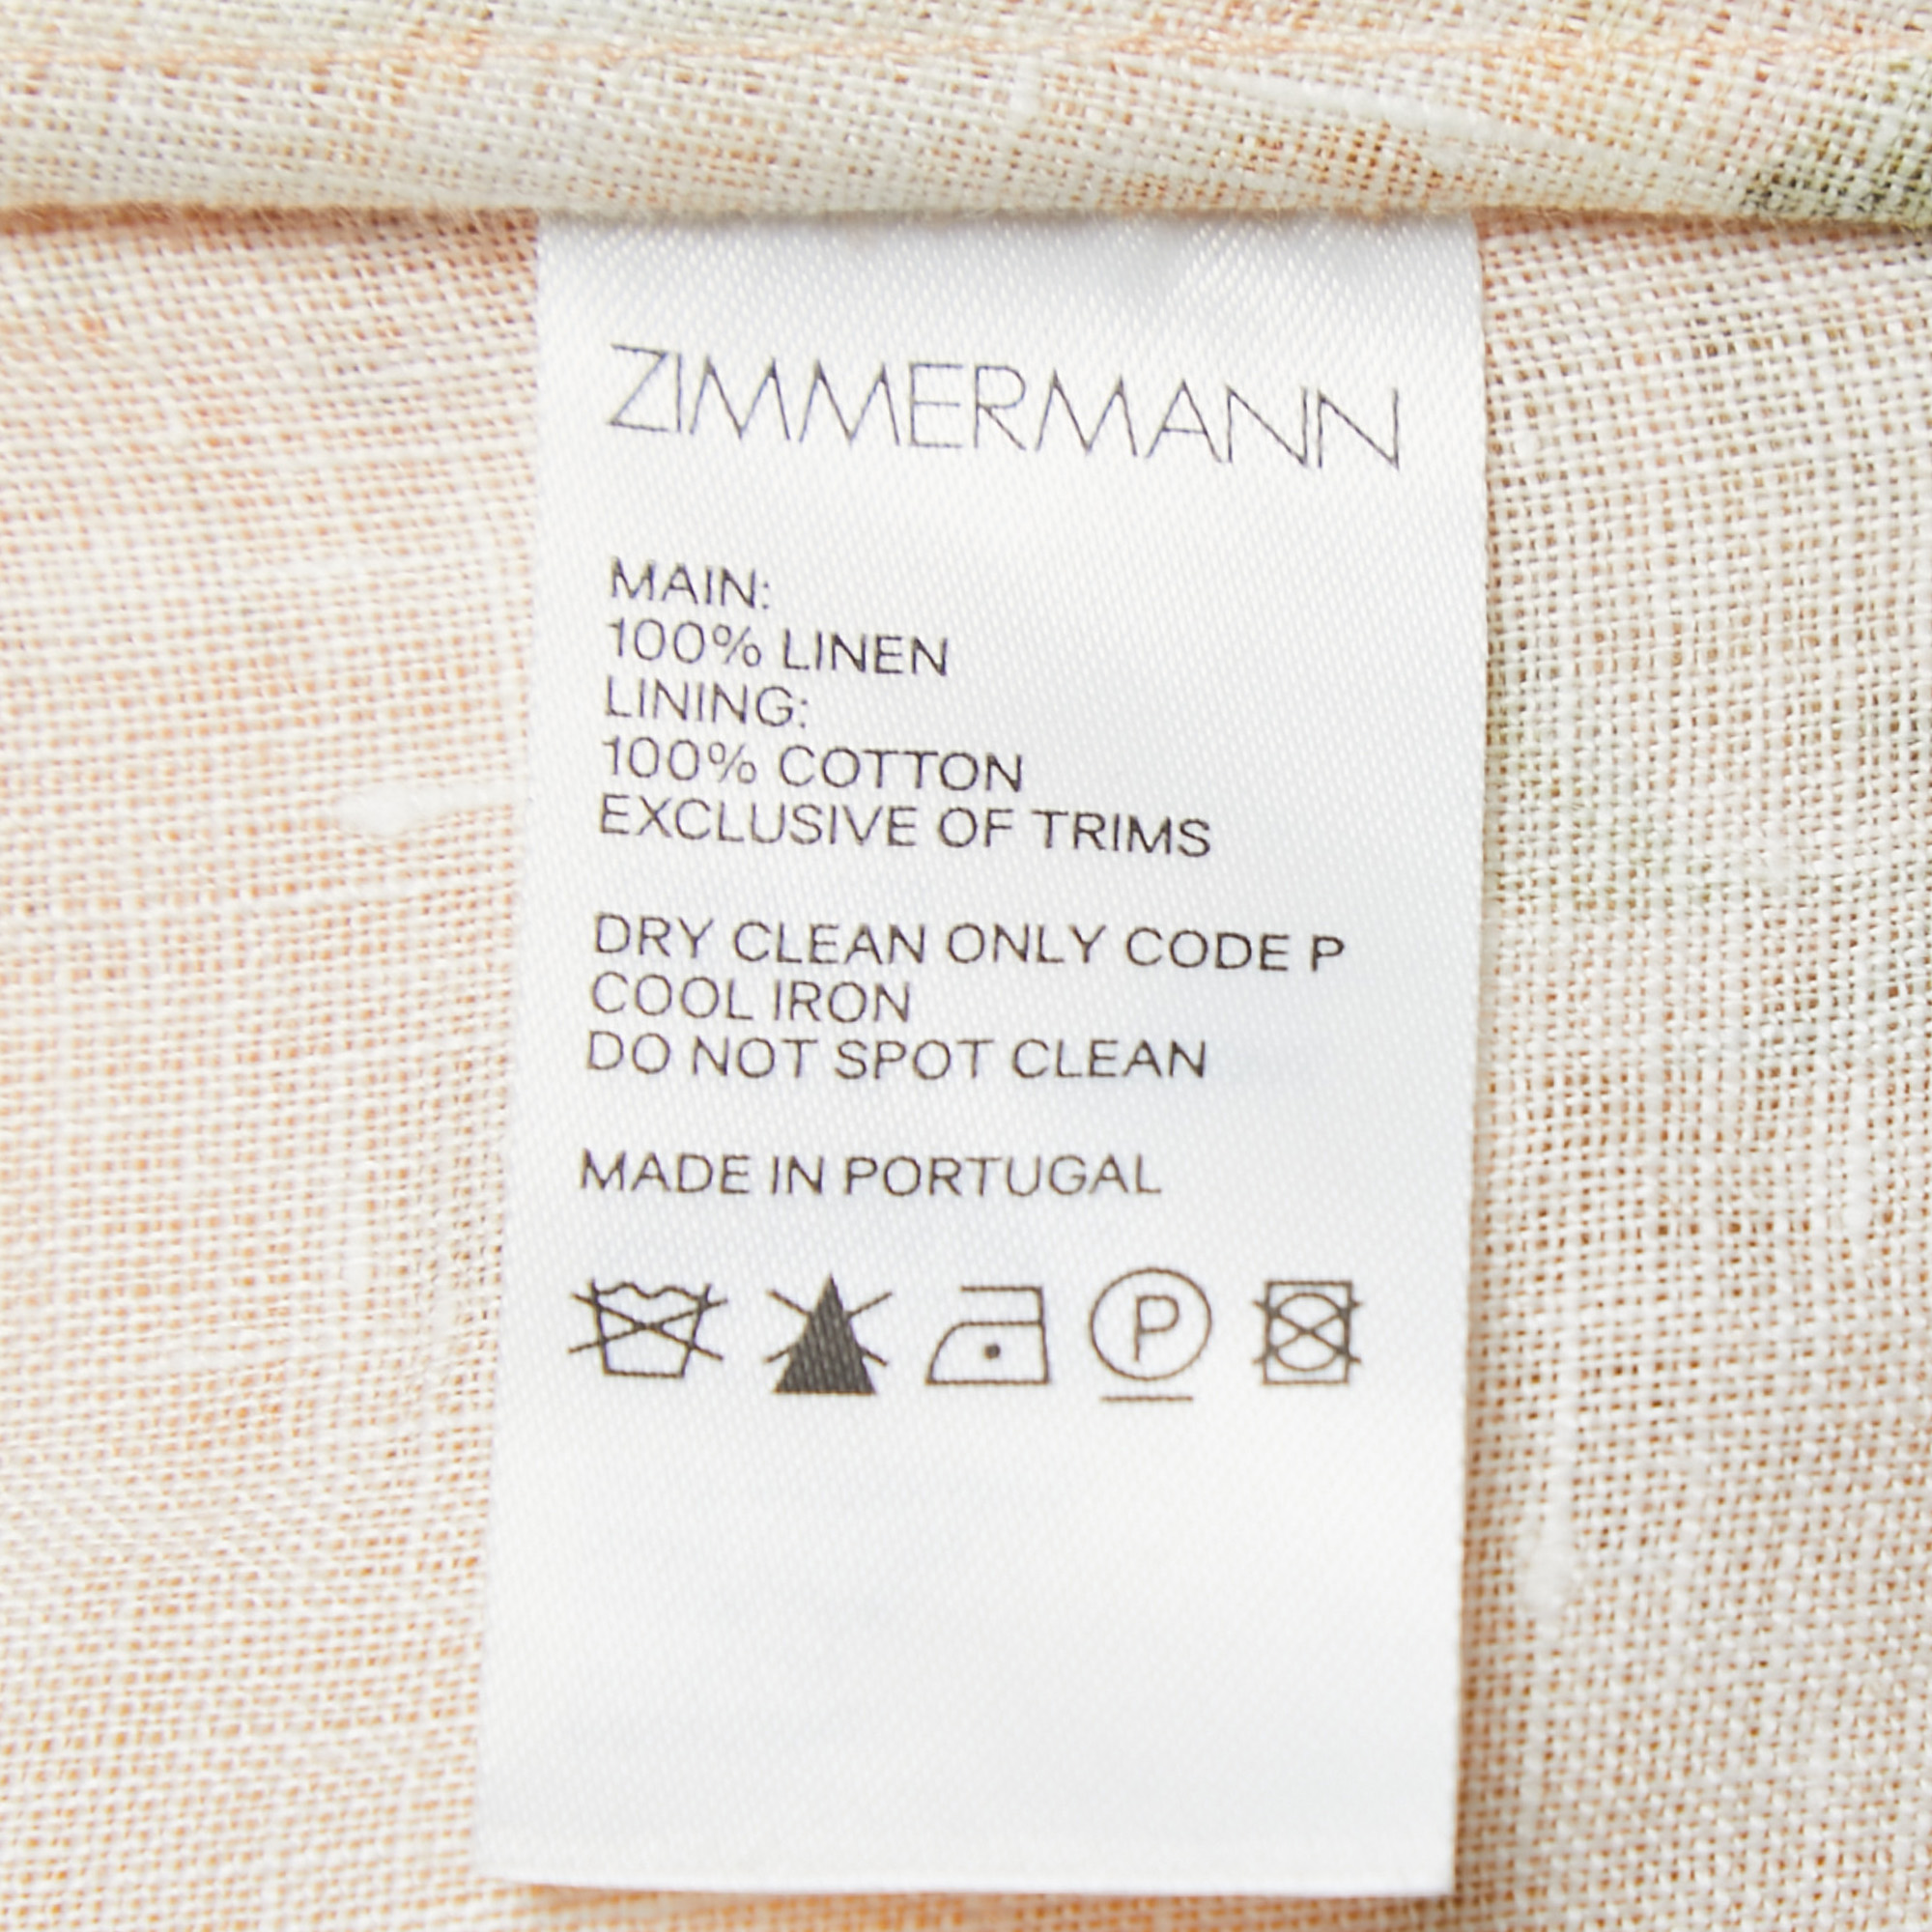 ZIMMERMANN
MAIN:
100% LINEN
LINING:
100% COTTON
EXCLUSIVE OF TRIMS
DRY CLEAN ONLY CODE P
COOL IRON
DO NOT SPOT CLEAN
MADE IN PORTUGAL
P